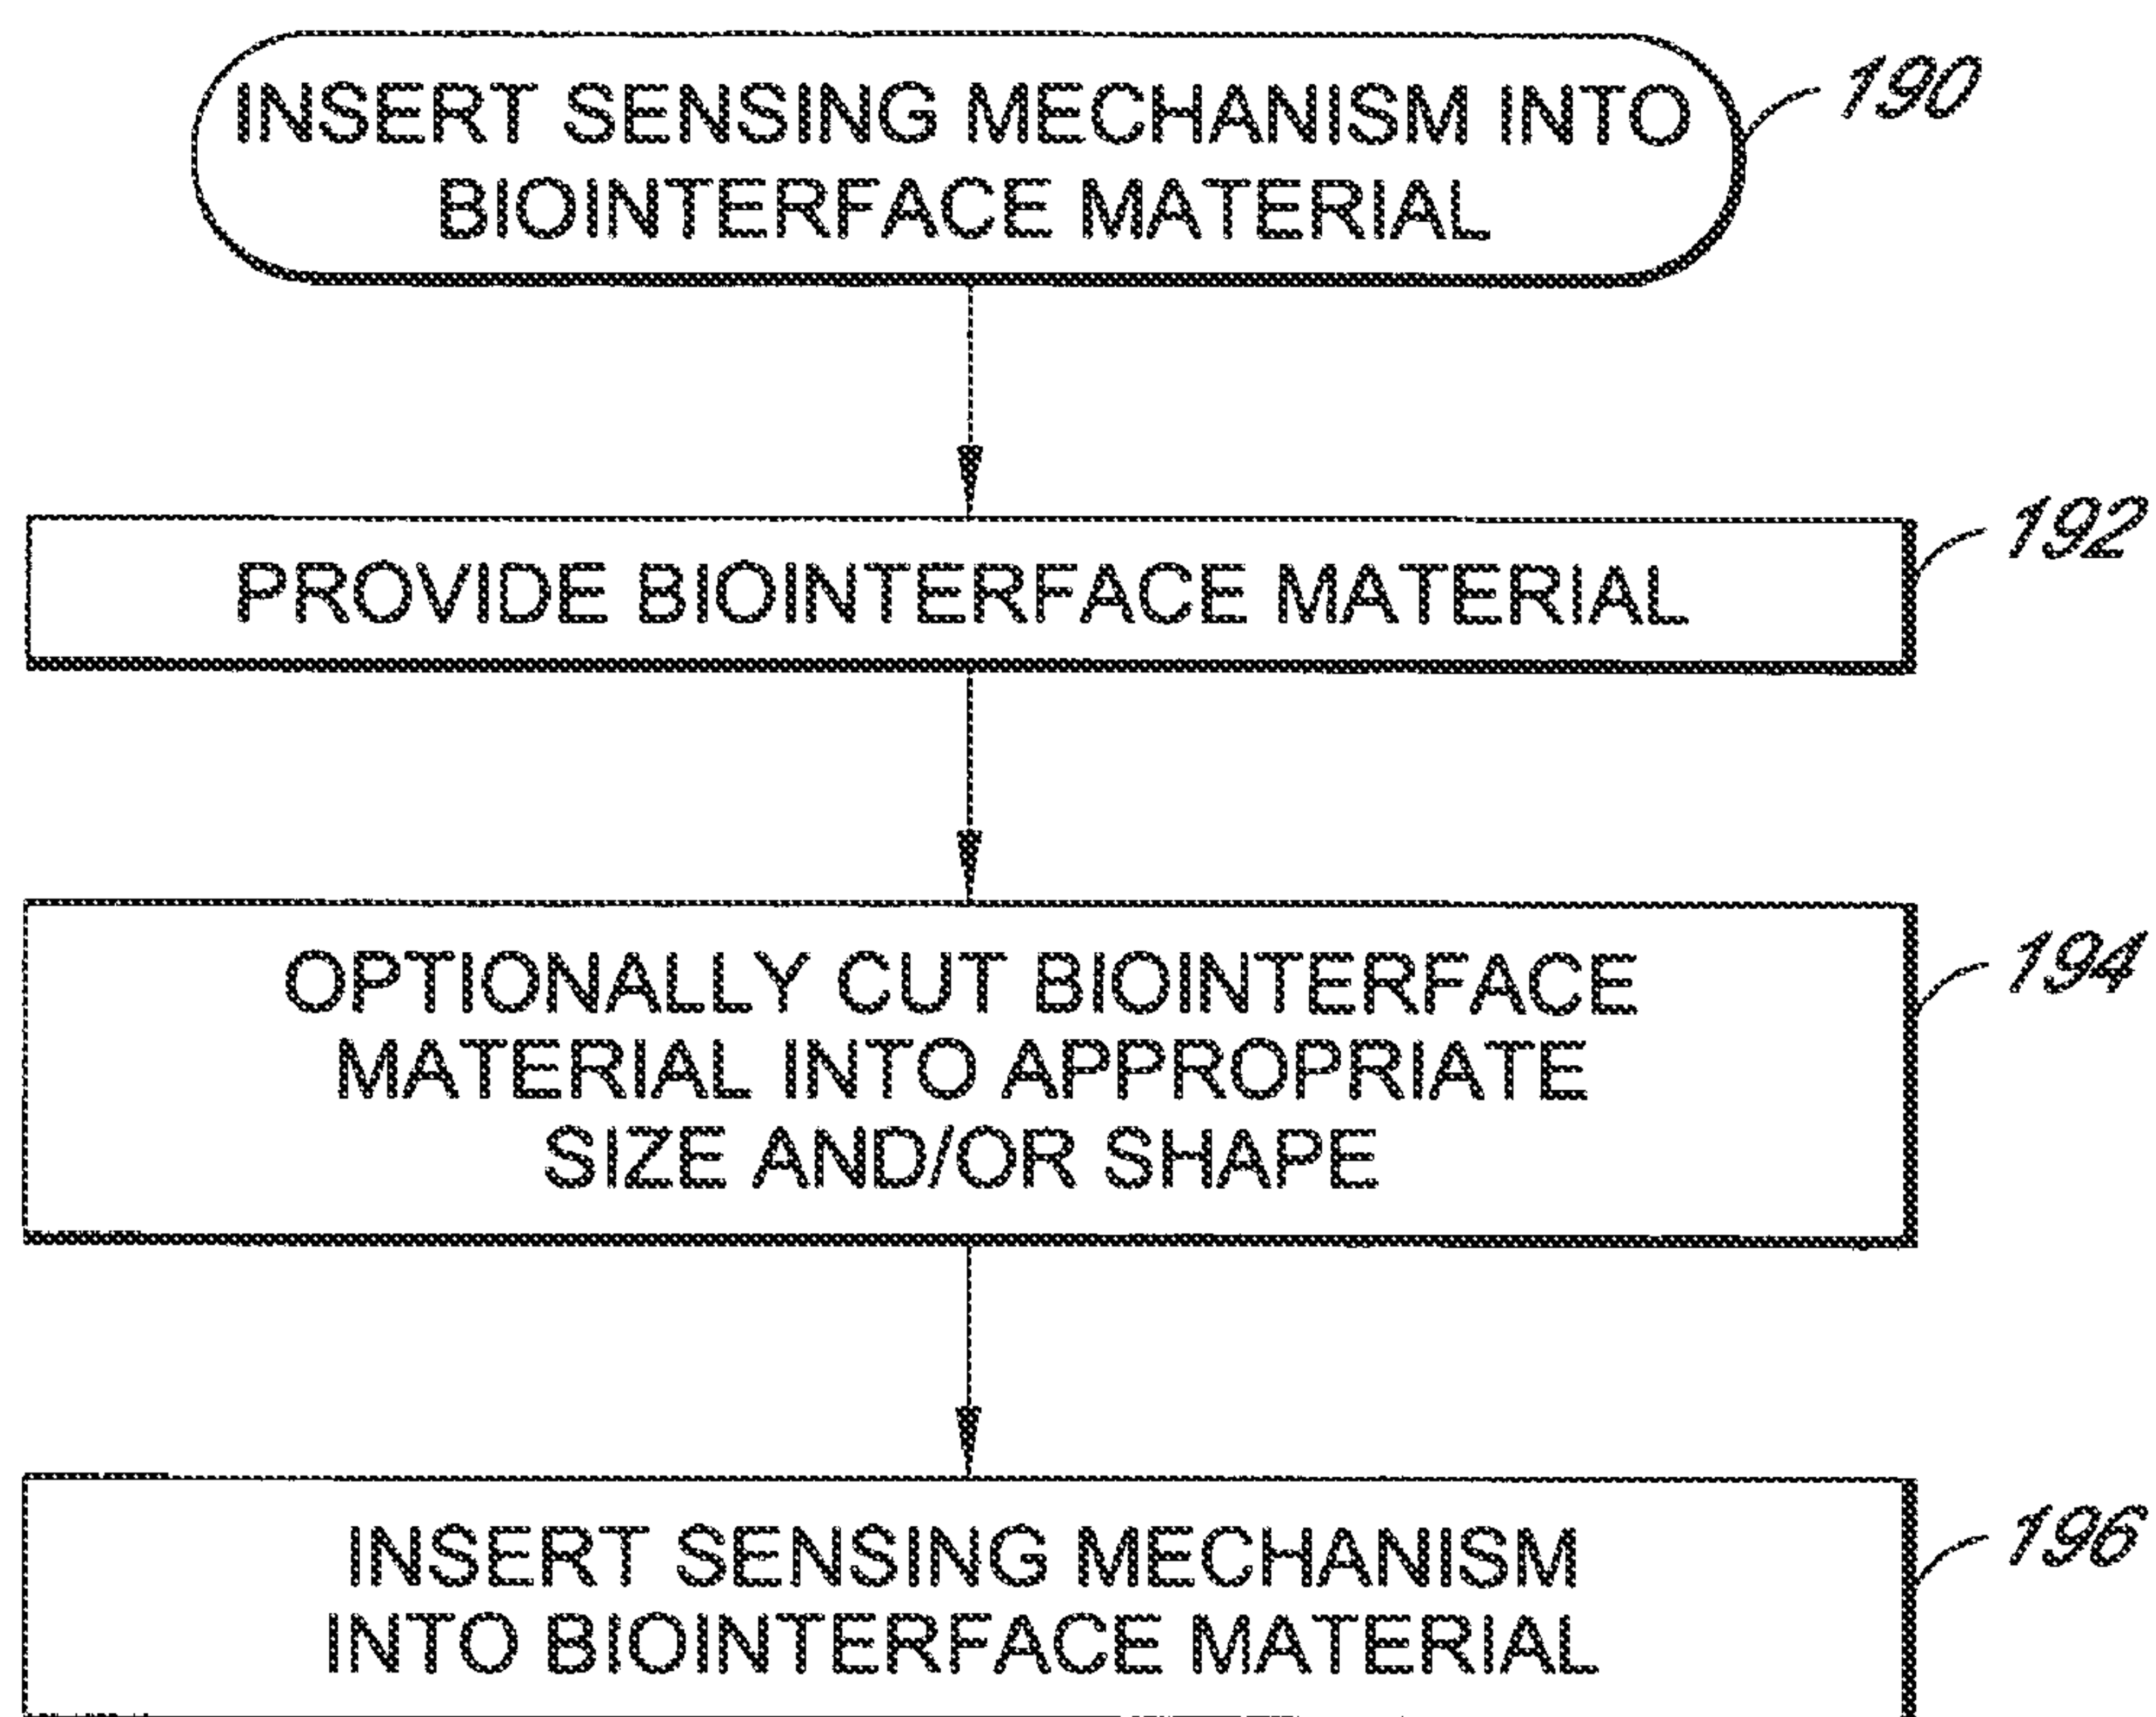 INSERT SENSING MECHANISM INTO
BIOINTERFACE MATERIAL
190
PROVIDE BIOINTERFACE MATERIAL
192
OPTIONALLY CUT BIOINTERFACE
MATERIAL INTO APPROPRIATE
SIZE AND/OR SHAPE
194
INSERT SENSING MECHANISM
INTO BIOINTERFACE MATERIAL
196